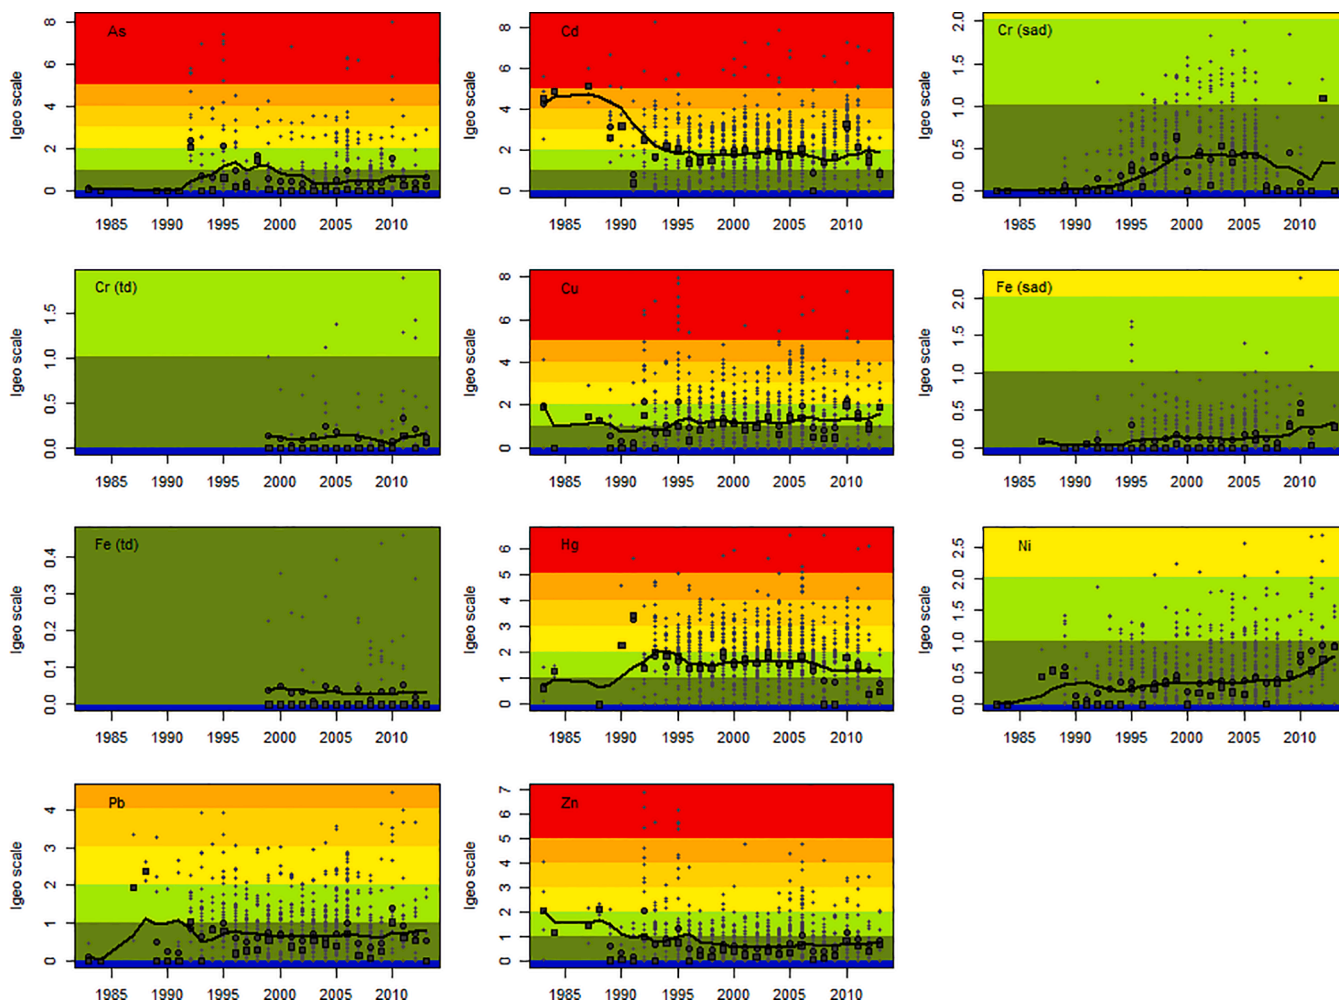 As
Igeo scale
0 2 4 6 8
1985 1990 1995 2000 2005 2010
Cd
Igeo scale
0 2 4 6 8
1985 1990 1995 2000 2005 2010
Cr (sad)
Igeo scale
0.0 0.5 1.0 1.5 2.0
1985 1990 1995 2000 2005 2010
Cr (td)
Igeo scale
0.0 0.5 1.0 1.5
1985 1990 1995 2000 2005 2010
Cu
Igeo scale
0 2 4 6 8
1985 1990 1995 2000 2005 2010
Fe (sad)
Igeo scale
0.0 0.5 1.0 1.5 2.0
1985 1990 1995 2000 2005 2010
Fe (td)
Igeo scale
0.0 0.1 0.2 0.3 0.4
1985 1990 1995 2000 2005 2010
Hg
Igeo scale
0 1 2 3 4 5 6
1985 1990 1995 2000 2005 2010
Ni
Igeo scale
0.0 0.5 1.0 1.5 2.0 2.5
1985 1990 1995 2000 2005 2010
Pb
Igeo scale
0 1 2 3 4
1985 1990 1995 2000 2005 2010
Zn
Igeo scale
0 1 2 3 4 5 6 7
1985 1990 1995 2000 2005 2010